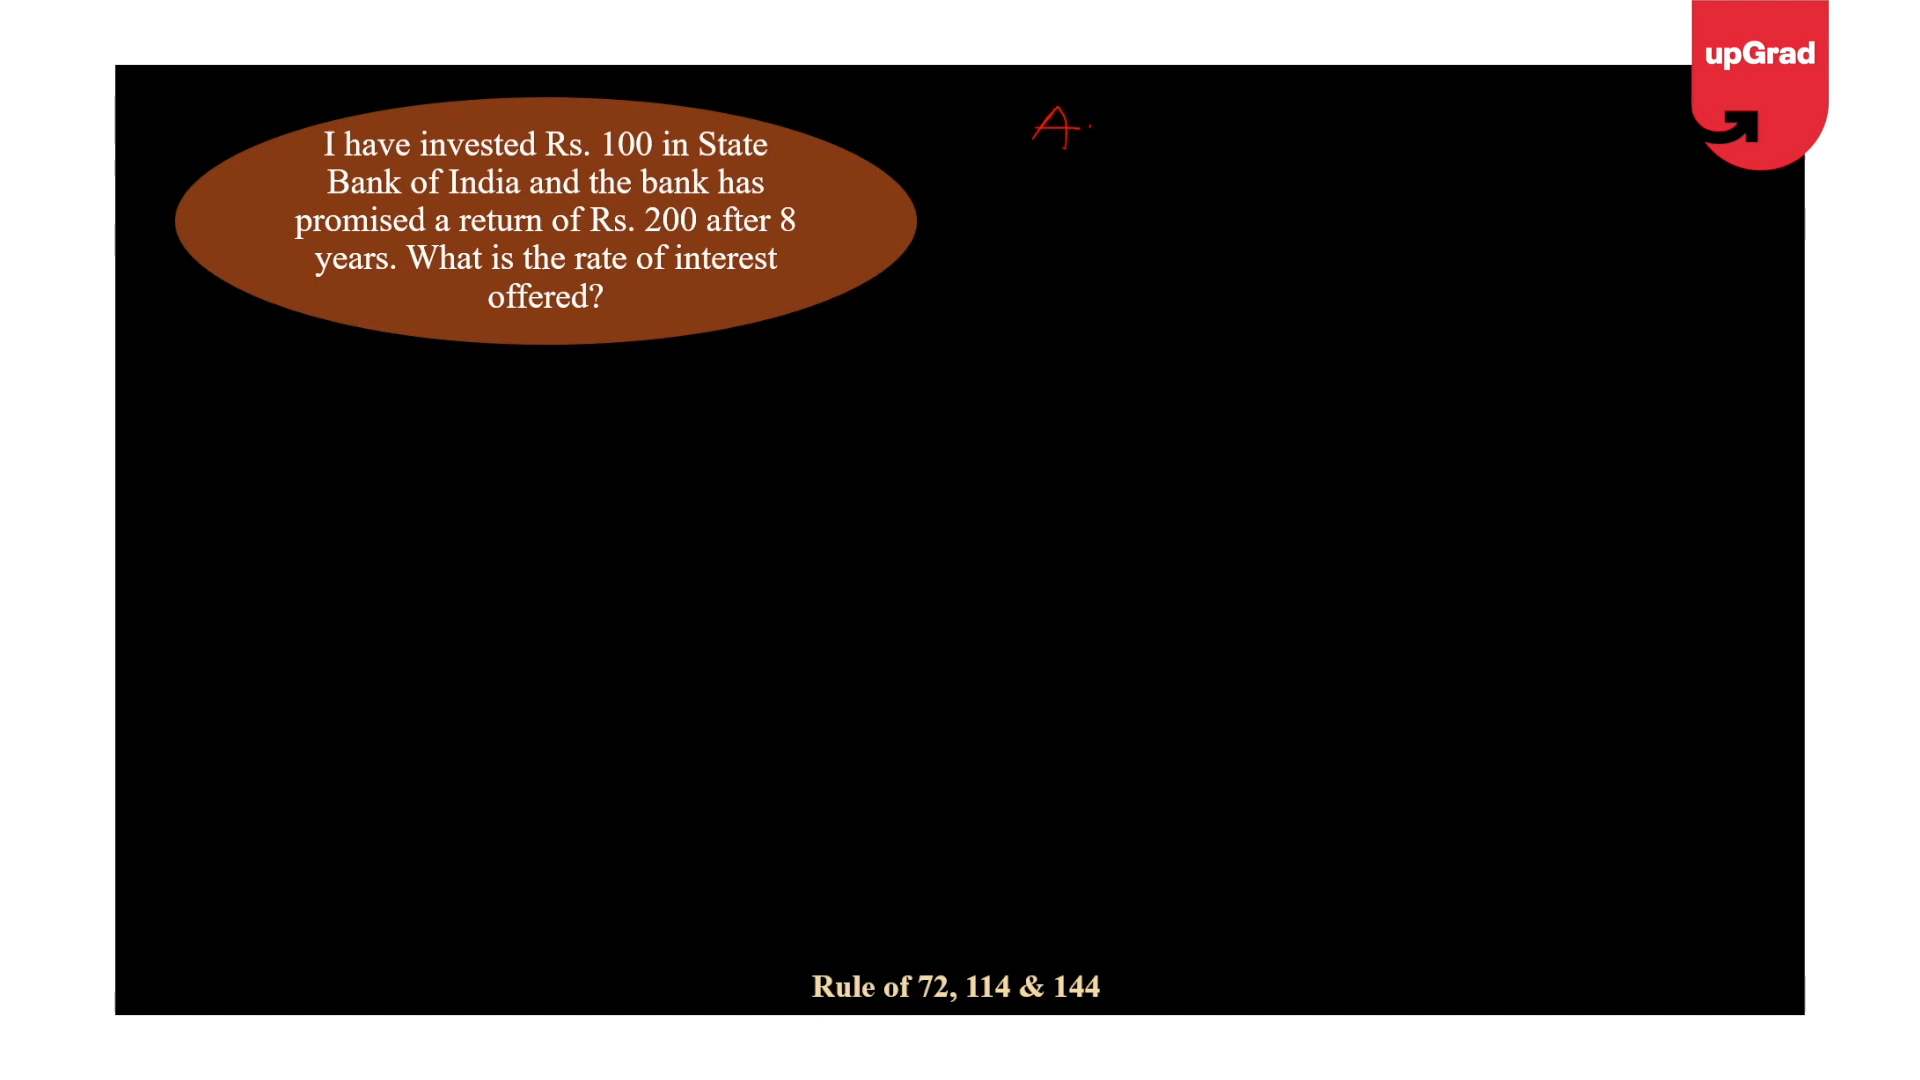 upGrad
I have invested Rs. 100 in State
Bank of India and the bank has
promised a return of Rs. 200 after 8
years. What is the rate of interest
offered?
A
Rule of 72, 114 & 144